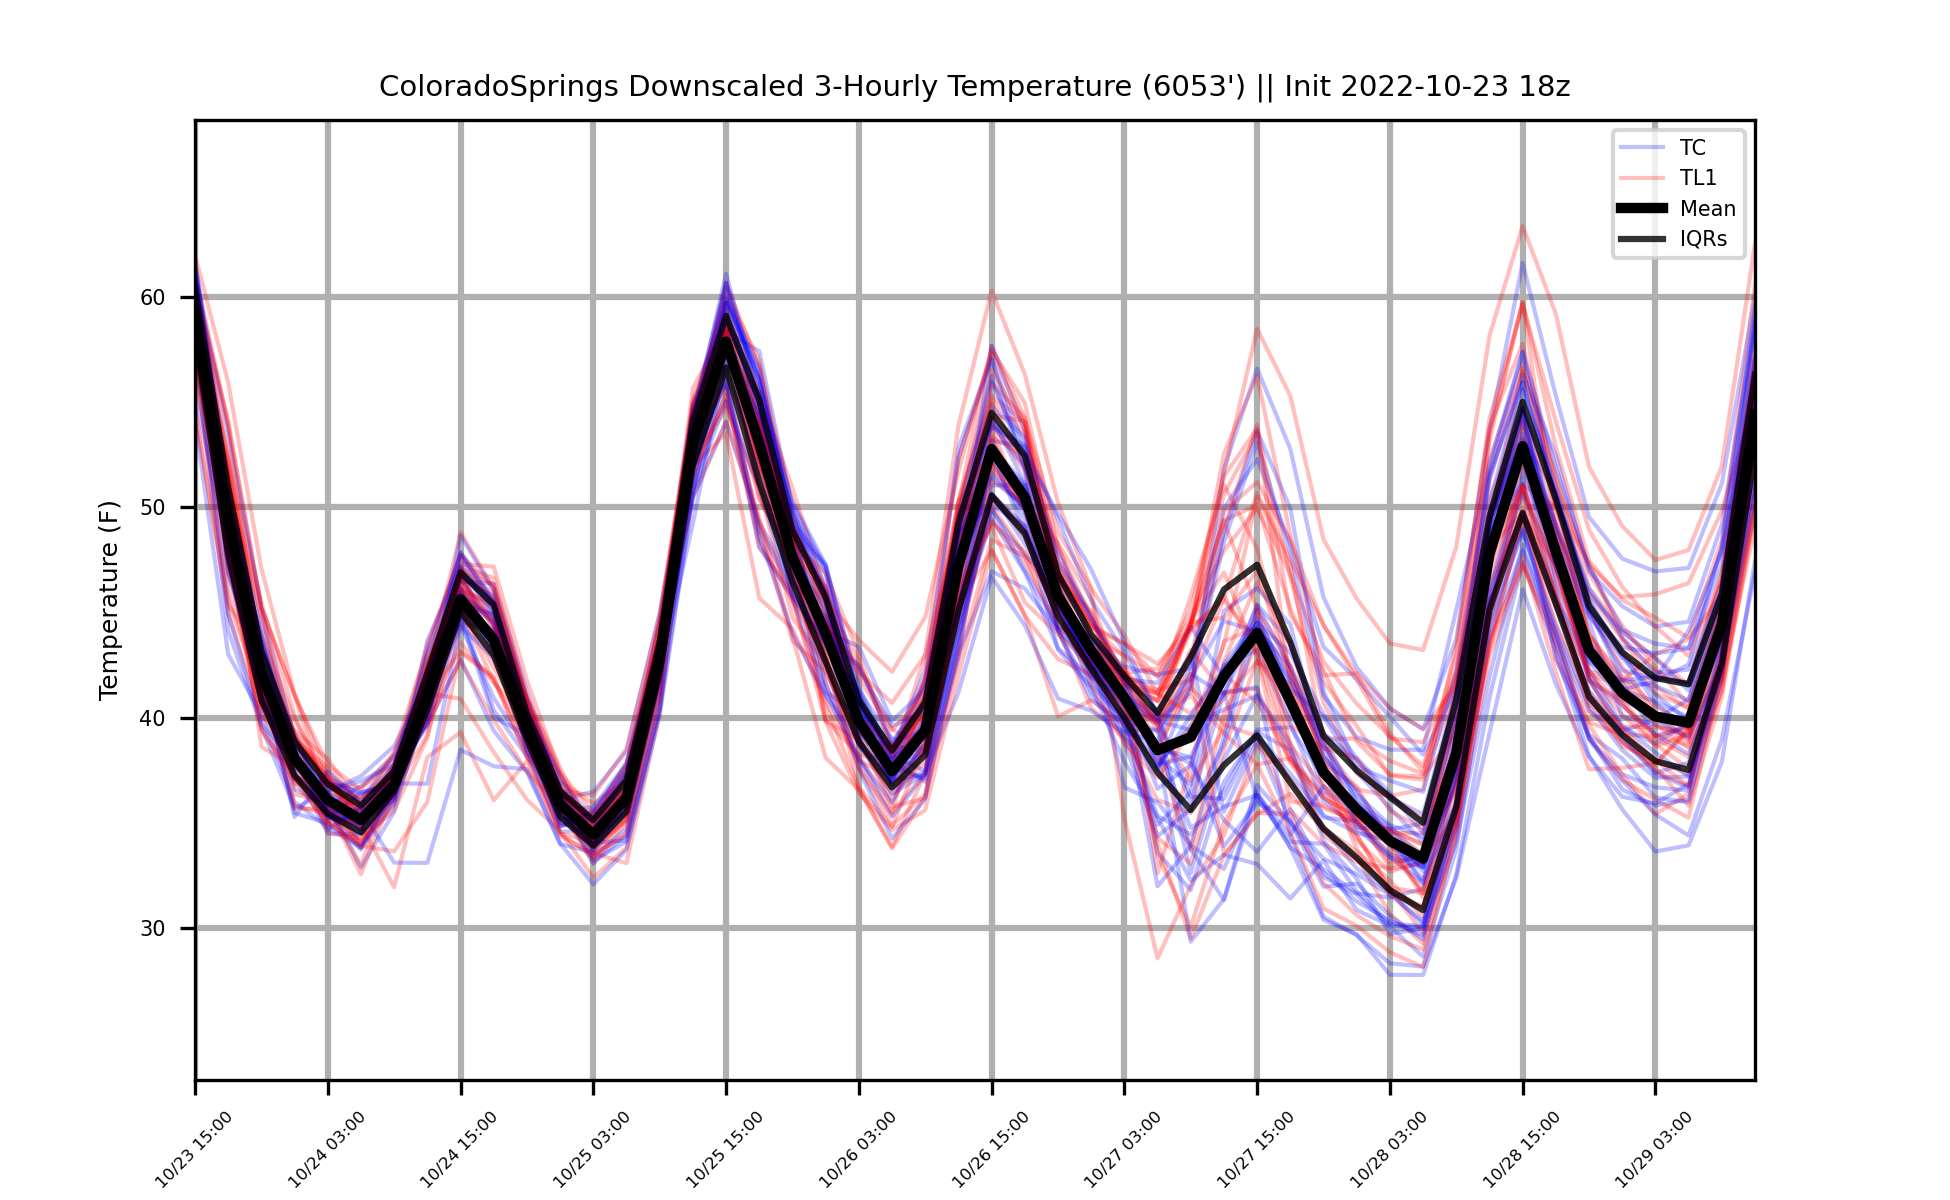 ColoradoSprings Downscaled 3-Hourly Temperature (6053') || Init 2022-10-23 18z
TC
TL1
Mean
IQRs
Temperature (F)
60
50
40
30
10/23 15:00
10/24 03:00
10/24 15:00
10/25 03:00
10/25 15:00
10/26 03:00
10/26 15:00
10/27 03:00
10/27 15:00
10/28 03:00
10/28 15:00
10/29 03:00